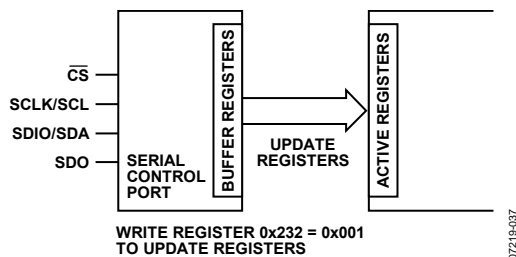 CS
SCLK/SCL
SDIO/SDA
SDO
SERIAL
CONTROL
PORT
BUFFER REGISTERS
UPDATE
REGISTERS
ACTIVE REGISTERS
WRITE REGISTER 0x232 = 0x001
TO UPDATE REGISTERS
07219-037